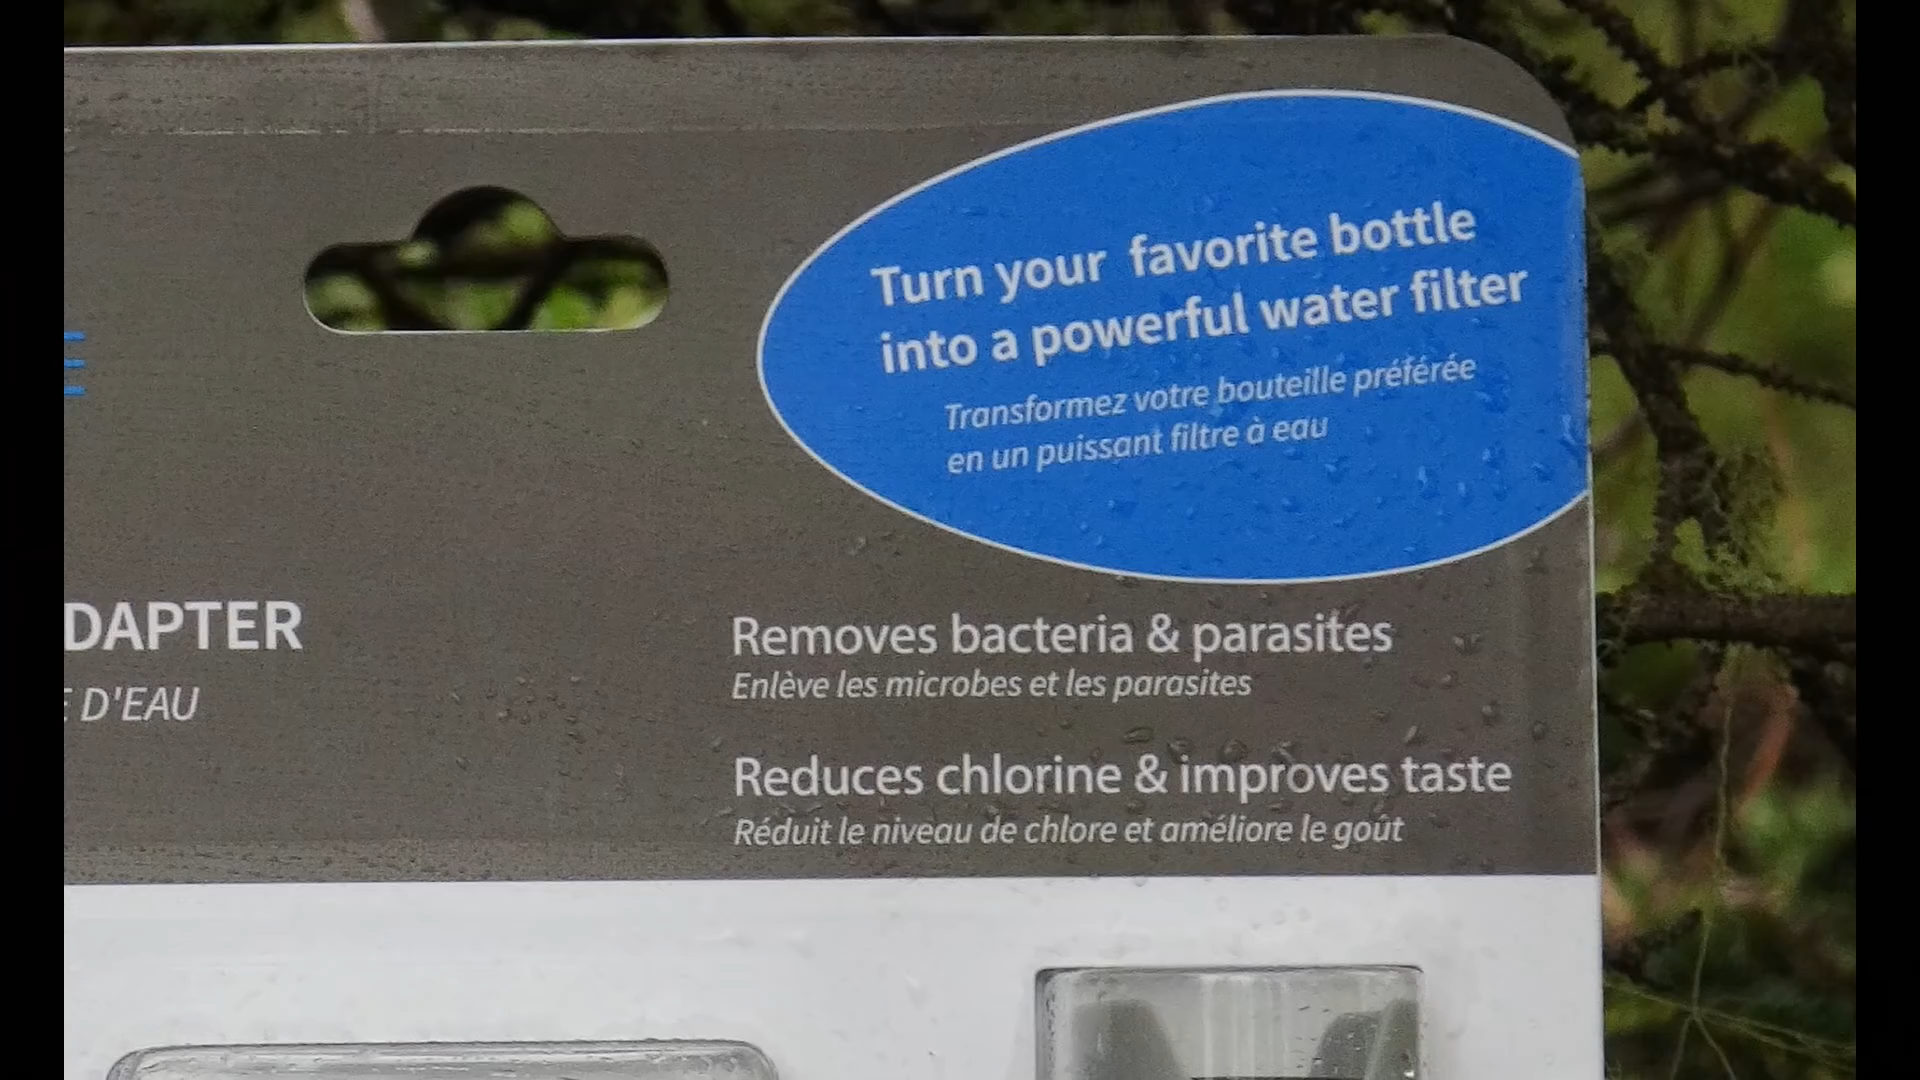 Turn your favorite bottle
into a powerful water filter
Transformez votre bouteille préférée
en un puissant filtre à eau
DAPTER
D'EAU
Removes bacteria & parasites
Enlève les microbes et les parasites
Reduces chlorine & improves taste
Réduit le niveau de chlore et améliore le goût